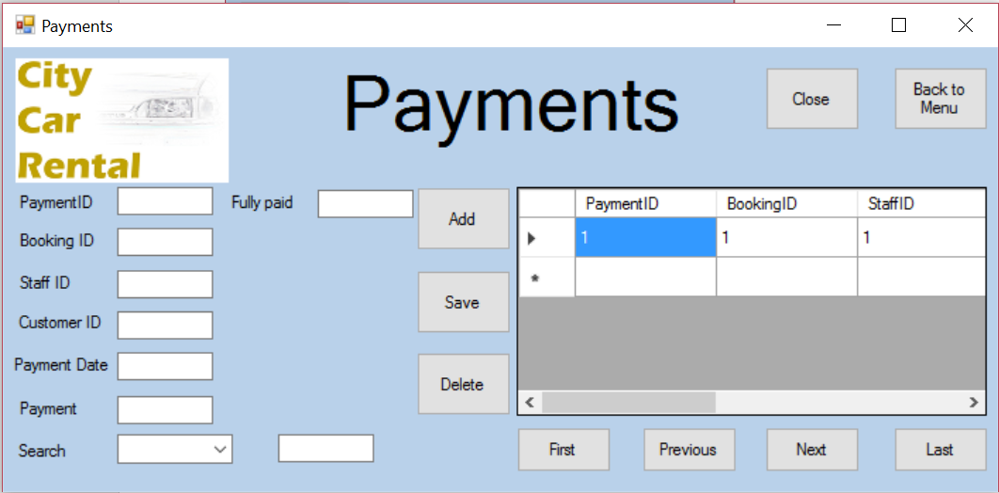 Payments
City
Car
Rental
Payments
Close
Back to
Menu
PaymentID
Fully paid
Booking ID
Staff ID
Customer ID
Payment Date
Payment
Search
Add
Save
Delete
PaymentID BookingID StaffID
1 1 1
*
First Previous Next Last